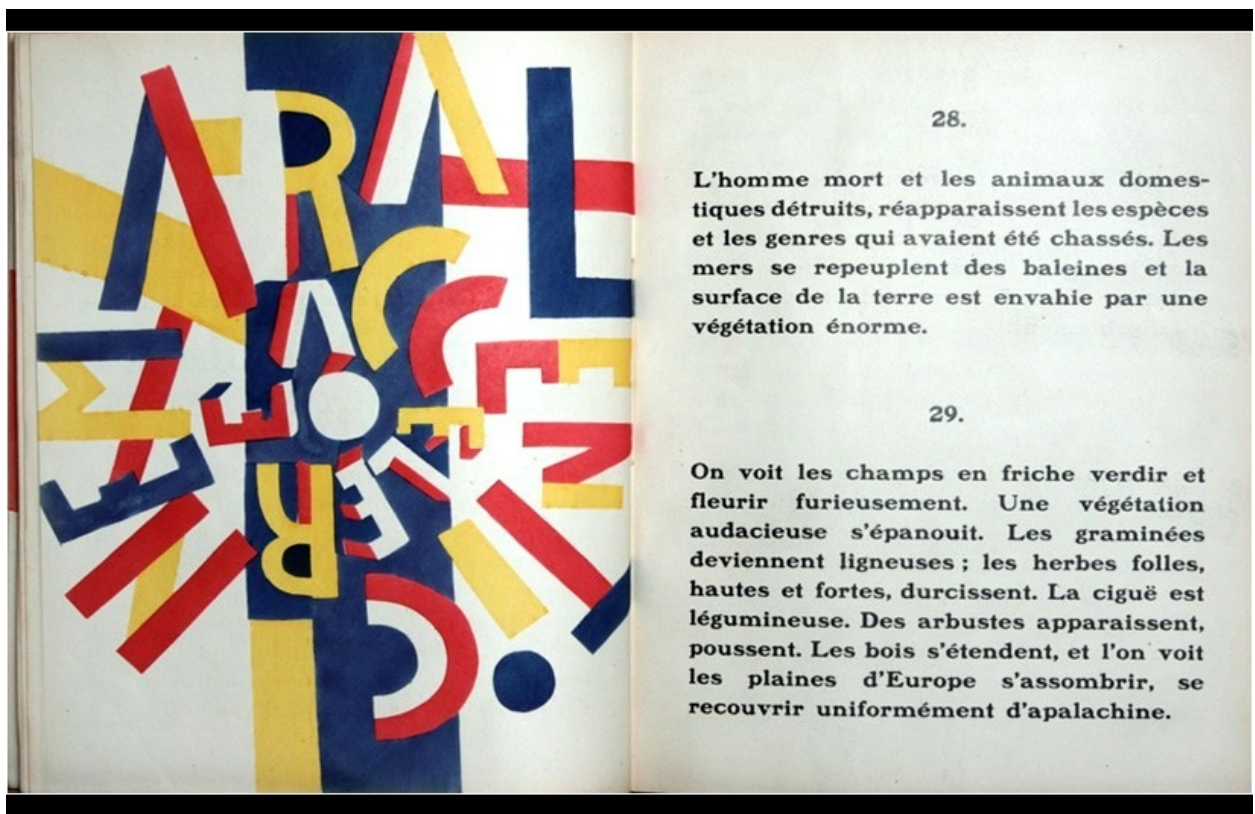 CINEMA RALENTI
ACCÉLÉRÉ
28.
L'homme mort et les animaux domes-
tiques détruits, réapparaissent les espèces
et les genres qui avaient été chassés. Les
mers se repeuplent des baleines et la
surface de la terre est envahie par une
végétation énorme.
29.
On voit les champs en friche verdir et
fleurir furieusement. Une végétation
audacieuse s'épanouit. Les graminées
deviennent ligneuses ; les herbes folles,
hautes et fortes, durcissent. La ciguë est
légumineuse. Des arbustes apparaissent,
poussent. Les bois s'étendent, et l'on voit
les plaines d'Europe s'assombrir, se
recouvrir uniformément d'apalachine.